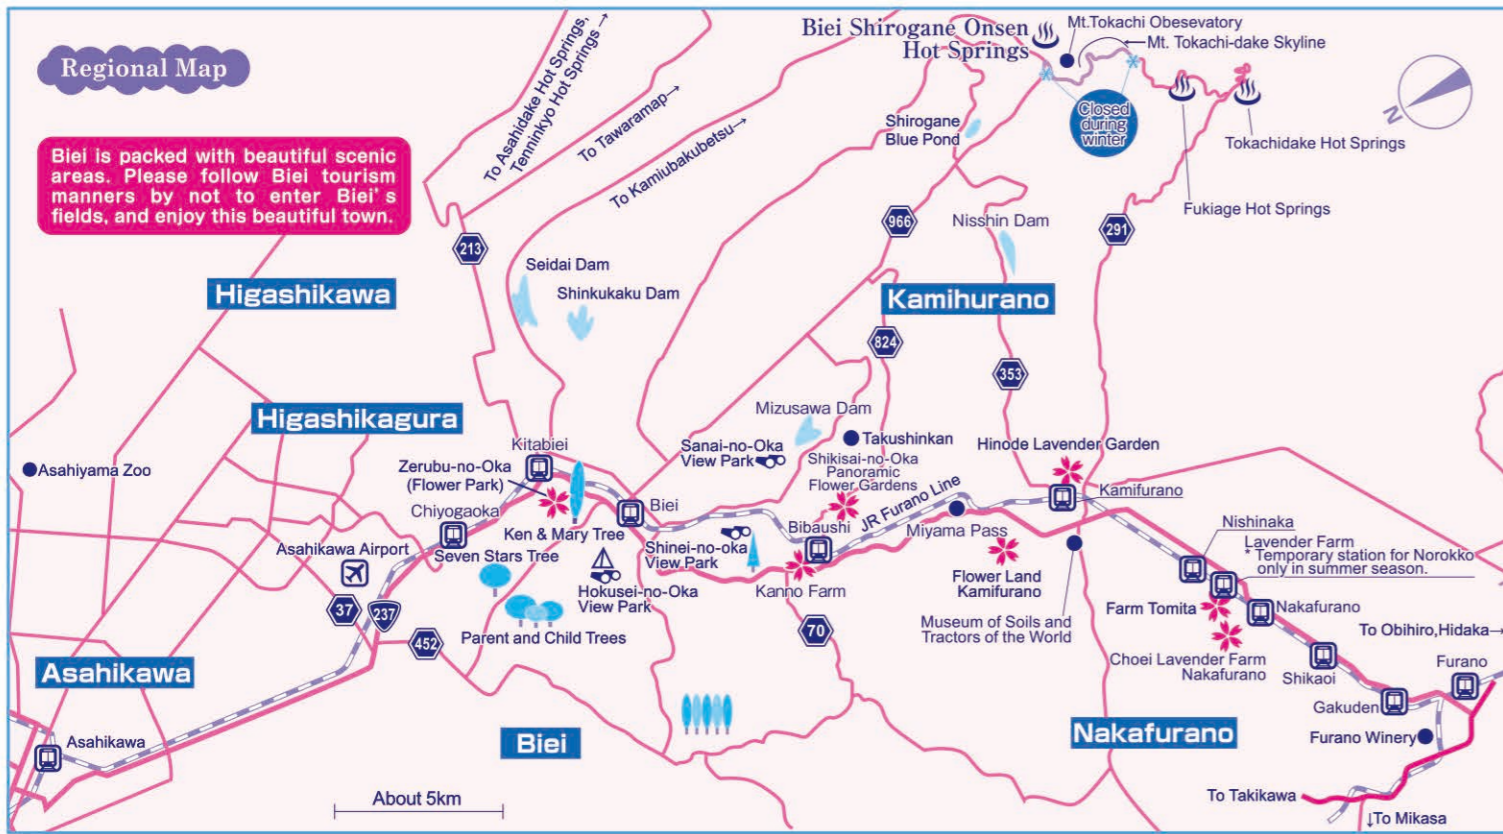 Regional Map
Biei is packed with beautiful scenic
areas. Please follow Biei tourism
manners by not to enter Biei's
fields, and enjoy this beautiful town.
To Asahidake Hot Springs,
Tenninkyo Hot Springs→
To Tawaramap→
To Kamiubakubetsu→
Biei Shirogane Onsen
Hot Springs
Mt.Tokachi Obesevatory
←Mt. Tokachi-dake Skyline
Closed
during
winter
N
Shirogane
Blue Pond
Tokachidake Hot Springs
Fukiage Hot Springs
213
966
Nisshin Dam
291
Seidai Dam
Shinkukaku Dam
Higashikawa
Kamihurano
824
353
Higashikagura
Mizusawa Dam
Kitabiei
Asahiyama Zoo
Zerubu-no-Oka
(Flower Park)
Sanai-no-Oka
View Park
Takushinkan
Hinode Lavender Garden
Shikisai-no-Oka
Panoramic
Flower Gardens
JR Furano Line
Kamifurano
Chiyogaoka
Biei
Ken & Mary Tree
Bibaushi
Miyama Pass
Nishinaka
Lavender Farm
* Temporary station for Norokko
only in summer season.
Asahikawa Airport
Seven Stars Tree
Shinei-no-oka
View Park
Hokusei-no-Oka
View Park
Kanno Farm
Flower Land
Kamifurano
37
237
452
Parent and Child Trees
70
Museum of Soils and
Tractors of the World
Farm Tomita
Nakafurano
To Obihiro,Hidaka→
Choei Lavender Farm
Nakafurano
Shikaoi
Furano
Asahikawa
Gakuden
Asahikawa
Biei
Nakafurano
Furano Winery
About 5km
To Takikawa
↓To Mikasa